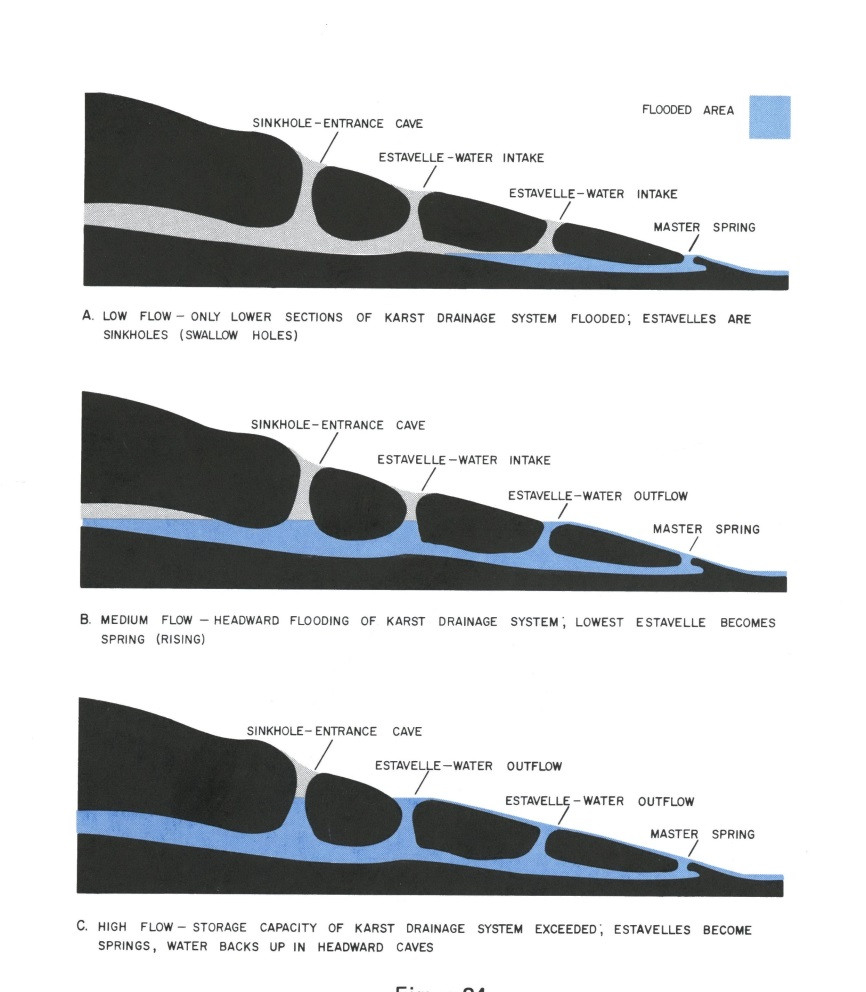 FLOODED AREA
SINKHOLE-ENTRANCE CAVE
ESTAVELLE-WATER INTAKE
ESTAVELLE-WATER INTAKE
MASTER SPRING
A. LOW FLOW – ONLY LOWER SECTIONS OF KARST DRAINAGE SYSTEM FLOODED; ESTAVELLES ARE
SINKHOLES (SWALLOW HOLES)
SINKHOLE-ENTRANCE CAVE
ESTAVELLE-WATER INTAKE
ESTAVELLE-WATER OUTFLOW
MASTER SPRING
B. MEDIUM FLOW – HEADWARD FLOODING OF KARST DRAINAGE SYSTEM; LOWEST ESTAVELLE BECOMES
SPRING (RISING)
SINKHOLE-ENTRANCE CAVE
ESTAVELLE-WATER OUTFLOW
ESTAVELLE-WATER OUTFLOW
MASTER SPRING
C. HIGH FLOW – STORAGE CAPACITY OF KARST DRAINAGE SYSTEM EXCEEDED; ESTAVELLES BECOME
SPRINGS, WATER BACKS UP IN HEADWARD CAVES